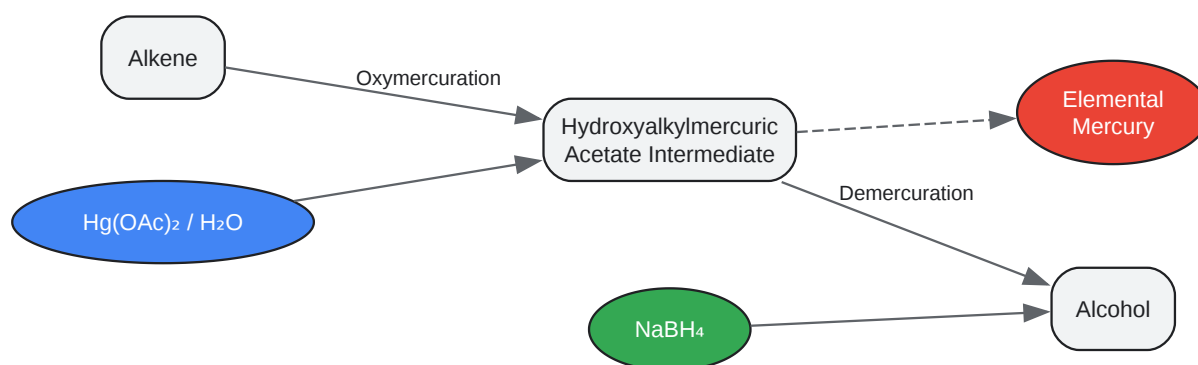 Alkene
Oxymercuration
Hg(OAc)₂ / H₂O
Hydroxyalkylmercuric
Acetate Intermediate
Elemental
Mercury
Demercuration
NaBH₄
Alcohol